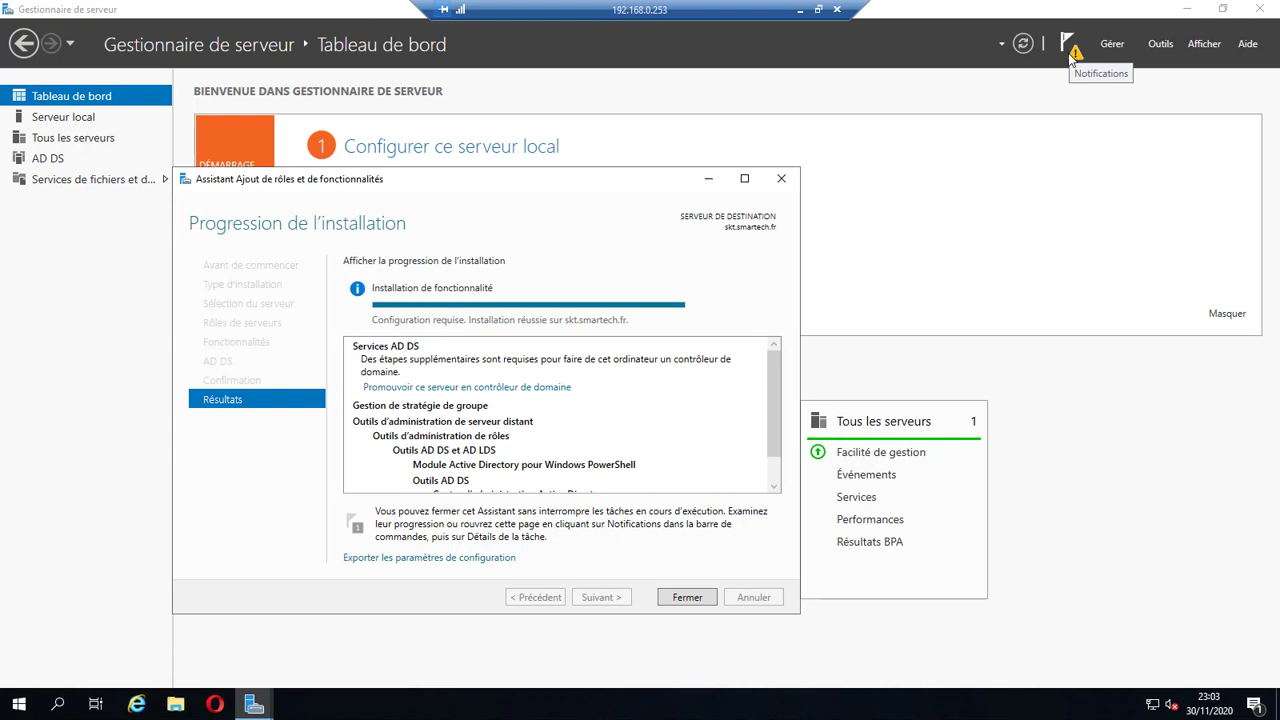 Gestionnaire de serveur
192.168.0.253
Gestionnaire de serveur ‣ Tableau de bord
Gérer
Outils
Afficher
Aide
Notifications
Tableau de bord
Serveur local
Tous les serveurs
AD DS
Services de fichiers et d...
BIENVENUE DANS GESTIONNAIRE DE SERVEUR
DÉMARRAGE
1 Configurer ce serveur local
Masquer
Assistant Ajout de rôles et de fonctionnalités
Progression de l'installation
SERVEUR DE DESTINATION
skt.smartech.fr
Avant de commencer
Type d'installation
Sélection du serveur
Rôles de serveurs
Fonctionnalités
AD DS
Confirmation
Résultats
Afficher la progression de l'installation
Installation de fonctionnalité
Configuration requise. Installation réussie sur skt.smartech.fr.
Services AD DS
Des étapes supplémentaires sont requises pour faire de cet ordinateur un contrôleur de
domaine.
Promouvoir ce serveur en contrôleur de domaine
Gestion de stratégie de groupe
Outils d'administration de serveur distant
Outils d'administration de rôles
Outils AD DS et AD LDS
Module Active Directory pour Windows PowerShell
Outils AD DS
1
Vous pouvez fermer cet Assistant sans interrompre les tâches en cours d'exécution. Examinez
leur progression ou rouvrez cette page en cliquant sur Notifications dans la barre de
commandes, puis sur Détails de la tâche.
Exporter les paramètres de configuration
< Précédent
Suivant >
Fermer
Annuler
Tous les serveurs 1
Facilité de gestion
Événements
Services
Performances
Résultats BPA
23:03
30/11/2020
1